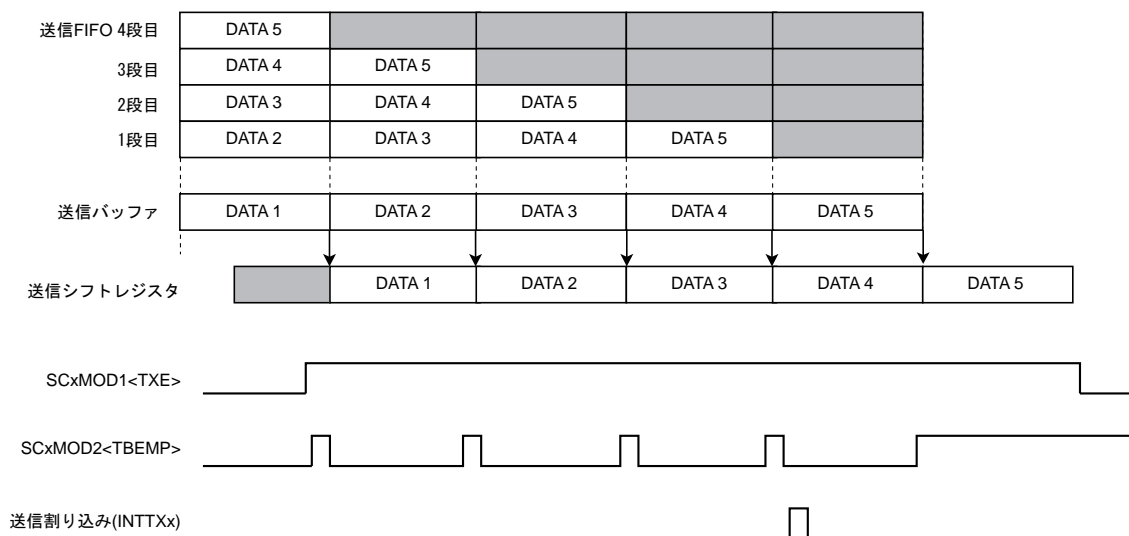 送信FIFO 4段目 DATA 5
3段目 DATA 4 DATA 5
2段目 DATA 3 DATA 4 DATA 5
1段目 DATA 2 DATA 3 DATA 4 DATA 5
送信バッファ DATA 1 DATA 2 DATA 3 DATA 4 DATA 5
送信シフトレジスタ DATA 1 DATA 2 DATA 3 DATA 4 DATA 5
SCxMOD1<TXE>
SCxMOD2<TBEMP>
送信割り込み(INTTXx)